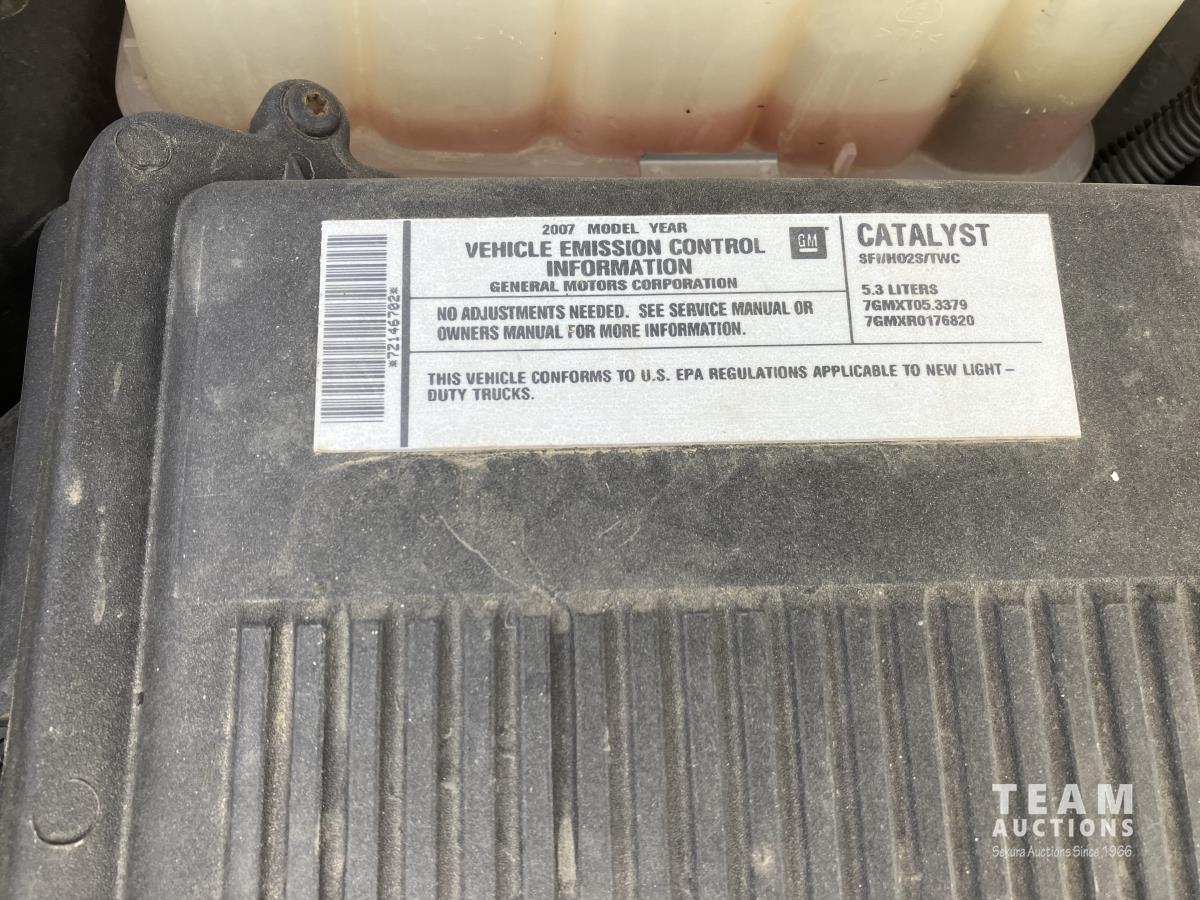 2007 MODEL YEAR
VEHICLE EMISSION CONTROL
INFORMATION
GENERAL MOTORS CORPORATION
GM
NO ADJUSTMENTS NEEDED. SEE SERVICE MANUAL OR
OWNERS MANUAL FOR MORE INFORMATION.
CATALYST
SFI/HO2S/TWC
5.3 LITERS
7GMXT05.3379
7GMXR0176820
THIS VEHICLE CONFORMS TO U.S. EPA REGULATIONS APPLICABLE TO NEW LIGHT-
DUTY TRUCKS.
*72146702*
TEAM
AUCTIONS
Sekura Auctions Since 1966